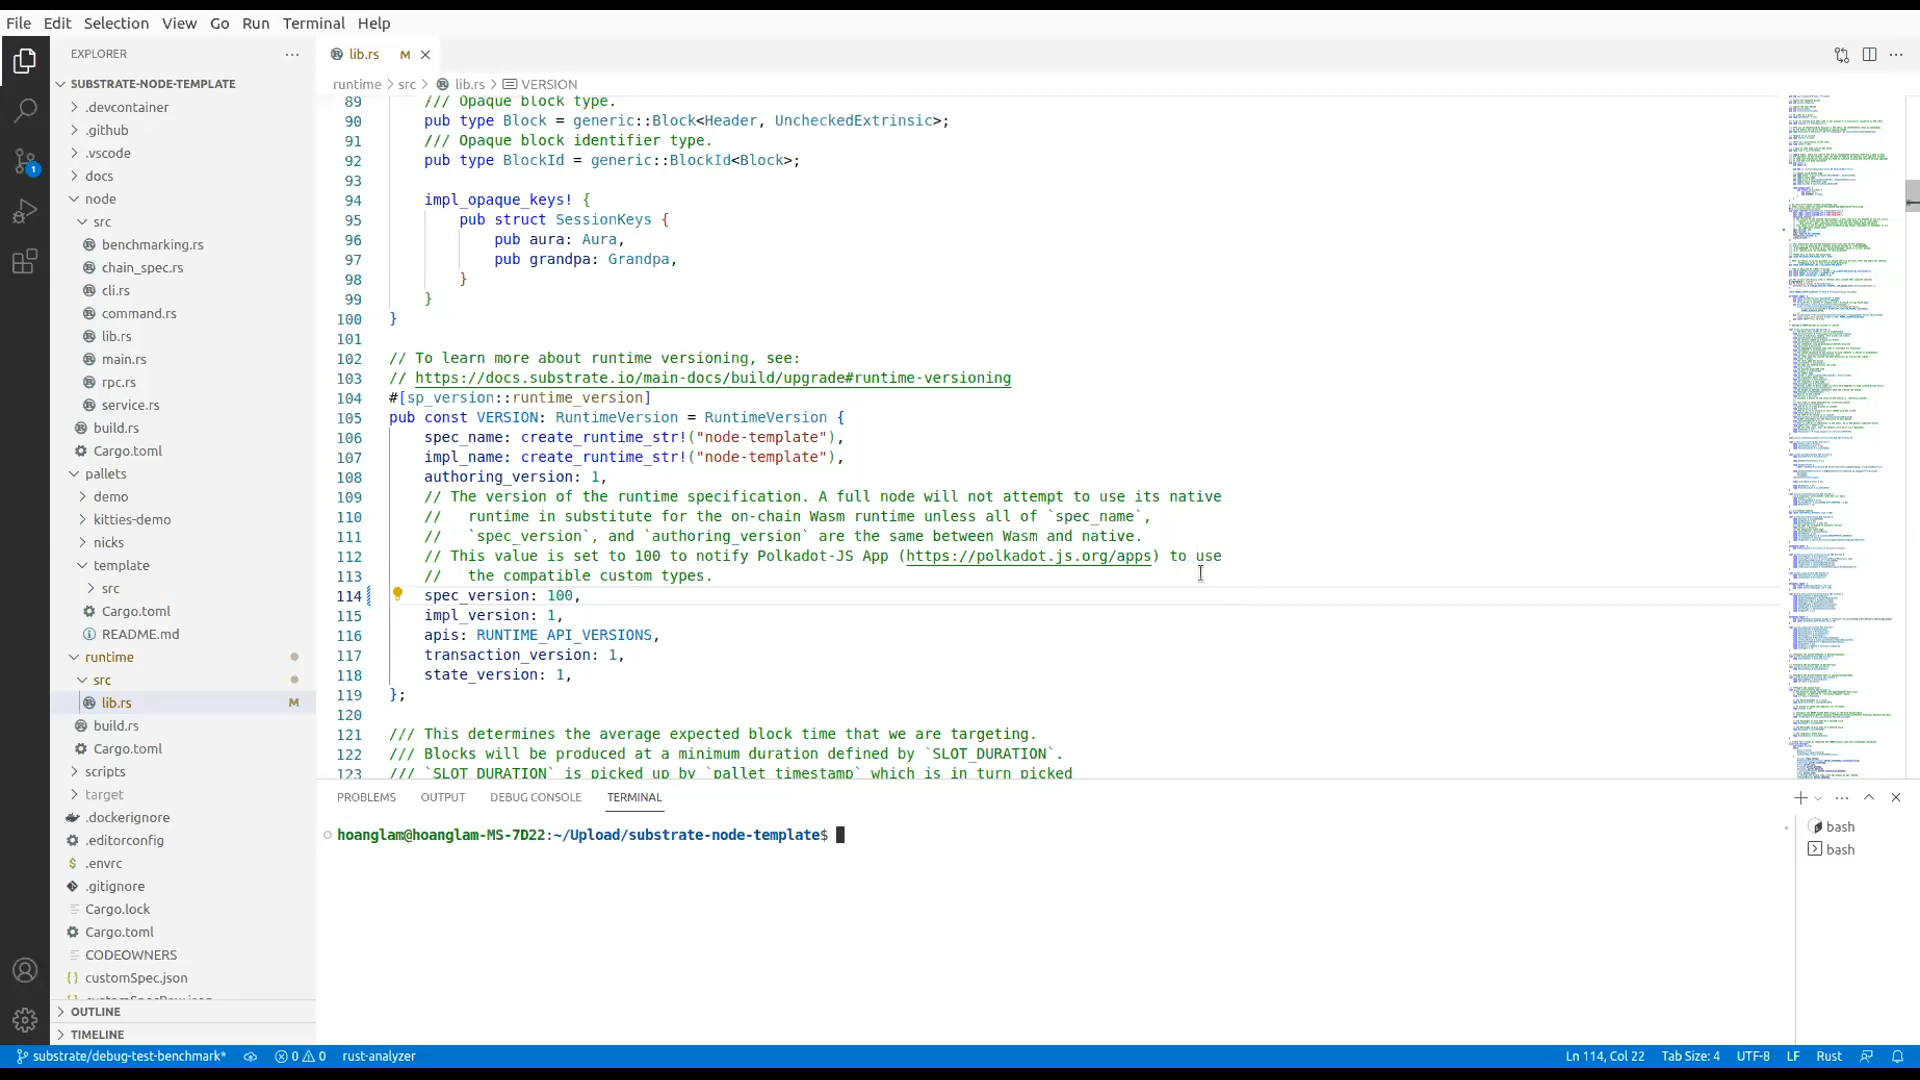 File Edit Selection View Go Run Terminal Help
EXPLORER
SUBSTRATE-NODE-TEMPLATE
.devcontainer
.github
.vscode
docs
node
src
benchmarking.rs
chain_spec.rs
cli.rs
command.rs
lib.rs
main.rs
rpc.rs
service.rs
build.rs
Cargo.toml
pallets
demo
kitties-demo
nicks
template
src
Cargo.toml
README.md
runtime
src
lib.rs M
build.rs
Cargo.toml
scripts
target
.dockerignore
.editorconfig
.envrc
.gitignore
Cargo.lock
Cargo.toml
CODEOWNERS
customSpec.json
customSpecRaw.json
OUTLINE
TIMELINE
1
lib.rs M
runtime > src > lib.rs > VERSION
89 /// Opaque block type.
90 pub type Block = generic::Block<Header, UncheckedExtrinsic>;
91 /// Opaque block identifier type.
92 pub type BlockId = generic::BlockId<Block>;
93
94 impl_opaque_keys! {
95 pub struct SessionKeys {
96 pub aura: Aura,
97 pub grandpa: Grandpa,
98 }
99 }
100 }
101
102 // To learn more about runtime versioning, see:
103 // https://docs.substrate.io/main-docs/build/upgrade#runtime-versioning
104 #[sp_version::runtime_version]
105 pub const VERSION: RuntimeVersion = RuntimeVersion {
106 spec_name: create_runtime_str!("node-template"),
107 impl_name: create_runtime_str!("node-template"),
108 authoring_version: 1,
109 // The version of the runtime specification. A full node will not attempt to use its native
110 // runtime in substitute for the on-chain Wasm runtime unless all of `spec_name`,
111 // `spec_version`, and `authoring_version` are the same between Wasm and native.
112 // This value is set to 100 to notify Polkadot-JS App (https://polkadot.js.org/apps) to use
113 // the compatible custom types.
114 spec_version: 100,
115 impl_version: 1,
116 apis: RUNTIME_API_VERSIONS,
117 transaction_version: 1,
118 state_version: 1,
119 };
120
121 /// This determines the average expected block time that we are targeting.
122 /// Blocks will be produced at a minimum duration defined by `SLOT_DURATION`.
123 /// `SLOT_DURATION` is picked up by `pallet_timestamp` which is in turn picked
PROBLEMS OUTPUT DEBUG CONSOLE TERMINAL
hoanglam@hoanglam-MS-7D22:~/Upload/substrate-node-template$
bash
bash
substrate/debug-test-benchmark* 0 0 rust-analyzer Ln 114, Col 22 Tab Size: 4 UTF-8 LF Rust